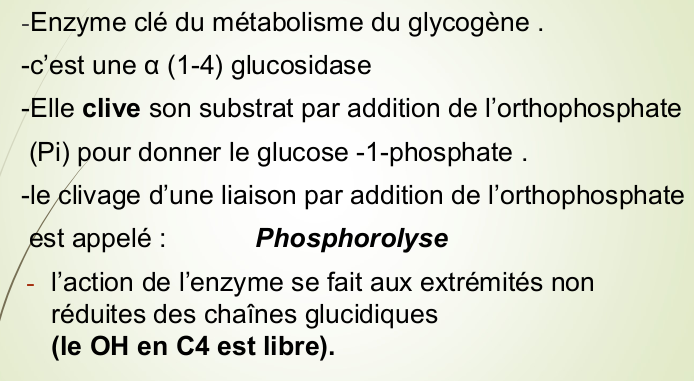 -Enzyme clé du métabolisme du glycogène .
-c’est une α (1-4) glucosidase
-Elle clive son substrat par addition de l’orthophosphate
(Pi) pour donner le glucose -1-phosphate .
-le clivage d’une liaison par addition de l’orthophosphate
est appelé : Phosphorolyse
- l’action de l’enzyme se fait aux extrémités non
réduites des chaînes glucidiques
(le OH en C4 est libre).